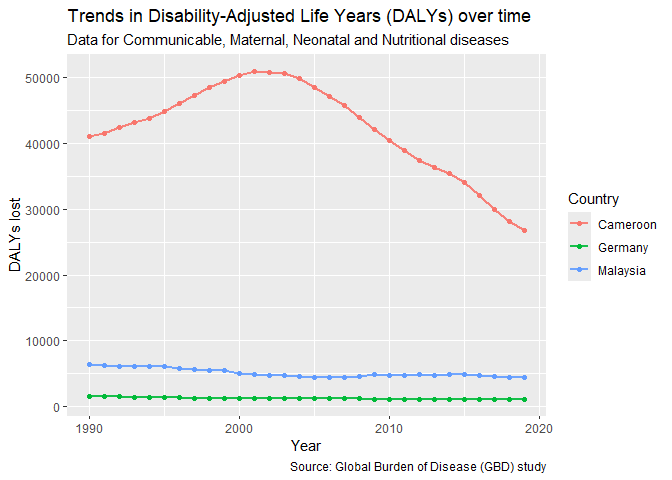 Trends in Disability-Adjusted Life Years (DALYs) over time
Data for Communicable, Maternal, Neonatal and Nutritional diseases
50000
40000
30000
20000
10000
0
DALYs lost
1990
2000
2010
2020
Year
Country
Cameroon
Germany
Malaysia
Source: Global Burden of Disease (GBD) study